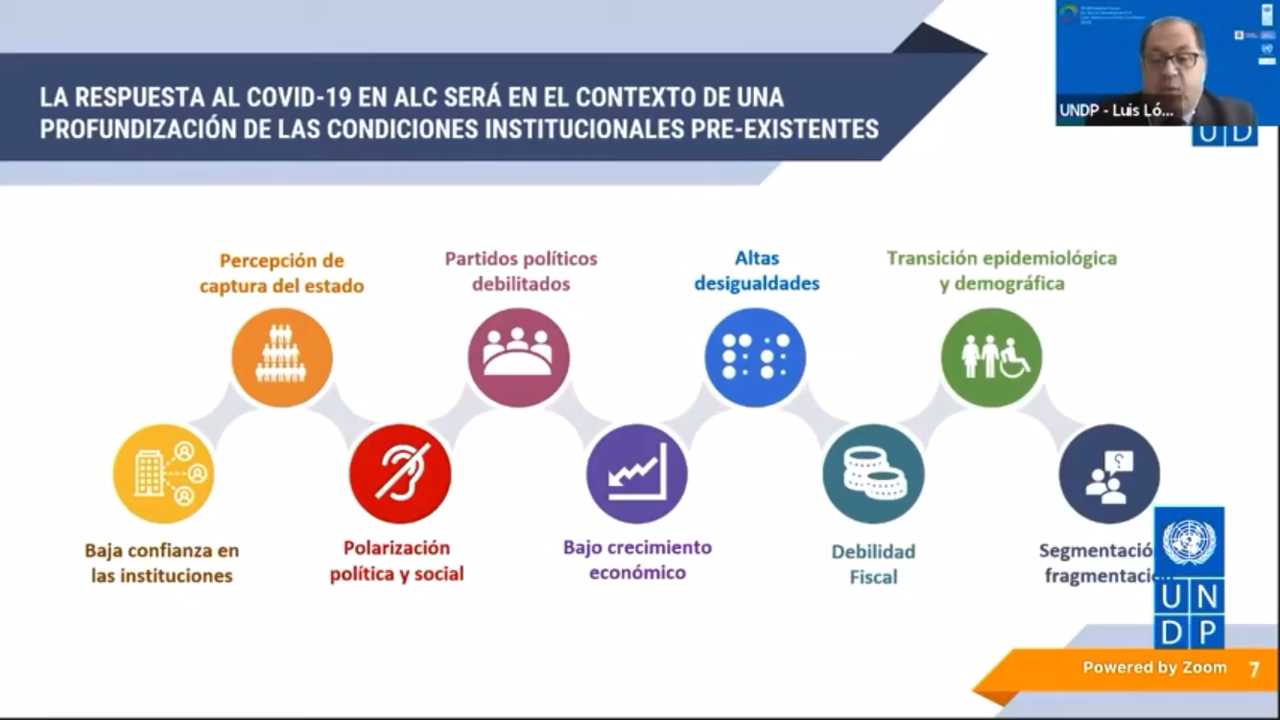 LA RESPUESTA AL COVID-19 EN ALC SERÁ EN EL CONTEXTO DE UNA
PROFUNDIZACIÓN DE LAS CONDICIONES INSTITUCIONALES PRE-EXISTENTES
UNDP - Luis Ló...
U D
Percepción de
captura del estado
Partidos políticos
debilitados
Altas
desigualdades
Transición epidemiológica
y demográfica
Baja confianza en
las instituciones
Polarización
política y social
Bajo crecimiento
económico
Debilidad
Fiscal
Segmentació
fragmentació
U N
D P
Powered by Zoom 7